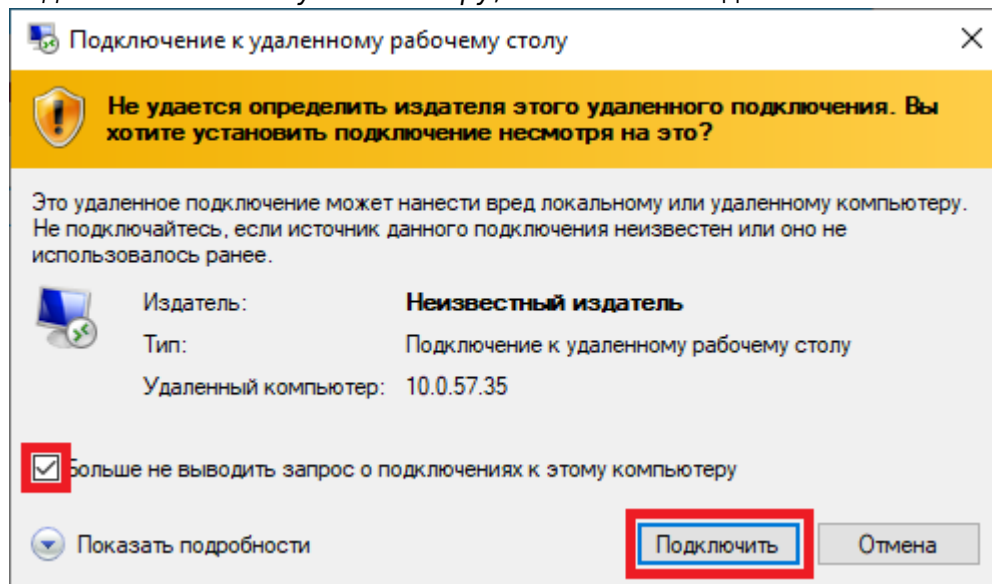 Подключение к удаленному рабочему столу
Не удается определить издателя этого удаленного подключения. Вы
хотите установить подключение несмотря на это?
Это удаленное подключение может нанести вред локальному или удаленному компьютеру.
Не подключайтесь, если источник данного подключения неизвестен или оно не
использовалось ранее.
Издатель: Неизвестный издатель
Тип: Подключение к удаленному рабочему столу
Удаленный компьютер: 10.0.57.35
Больше не выводить запрос о подключениях к этому компьютеру
Показать подробности Подключить Отмена